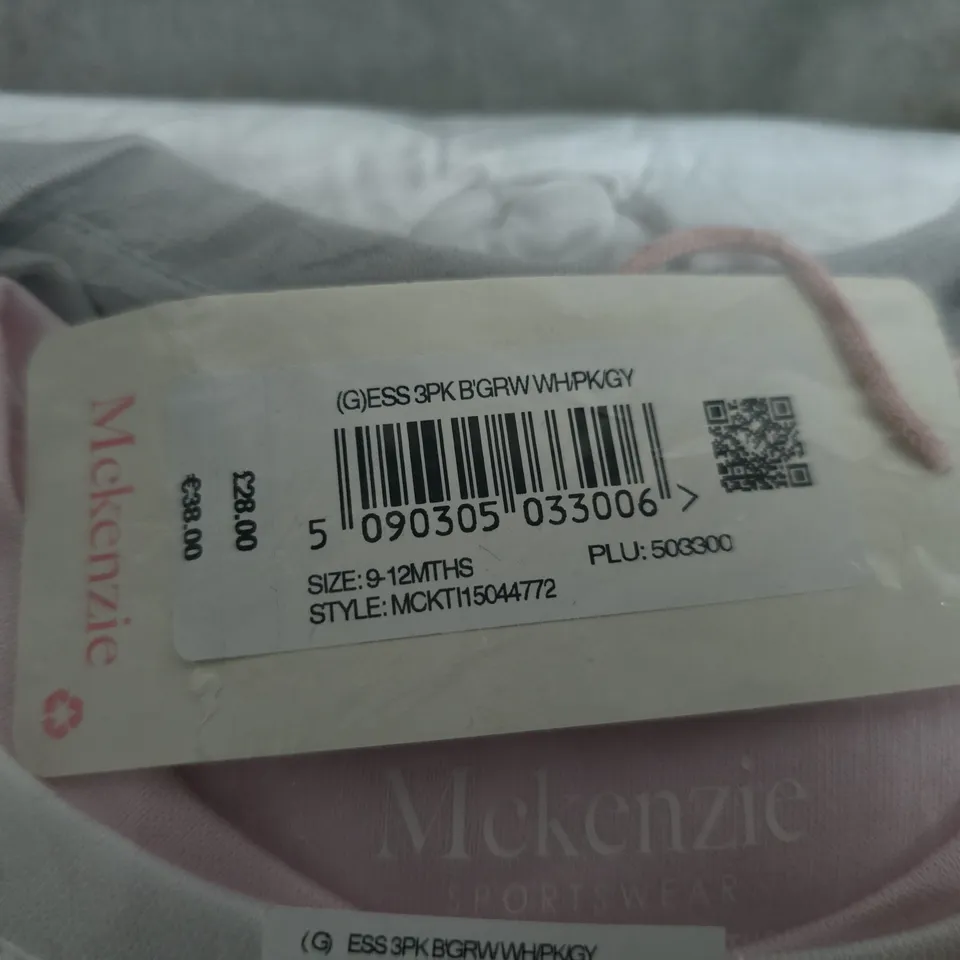 (G)ESS 3PK B'GRW WH/PK/GY
5 090305 033006 >
SIZE: 9-12MTHS
PLU: 503300
STYLE: MCKTI15044772
£28.00
€38.00
Mckenzie
Mckenzie
SPORTSWEAR
(G) ESS 3PK B'GRW WH/PK/GY